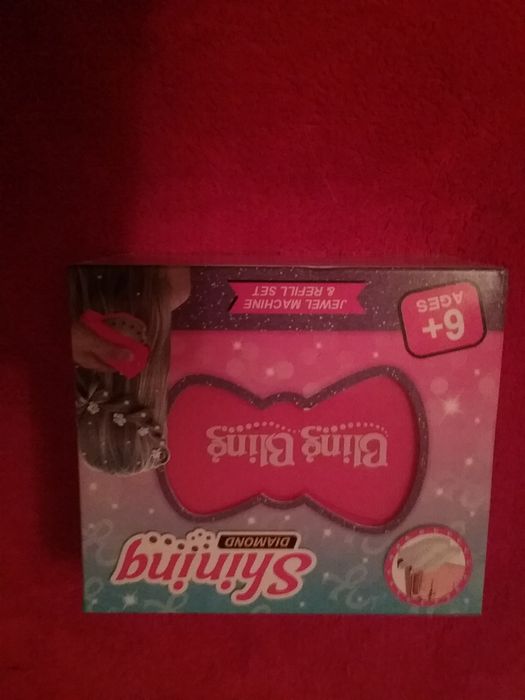 Shining
DIAMOND
Bling Bling
6+
AGES
JEWEL MACHINE
& REFILL SET